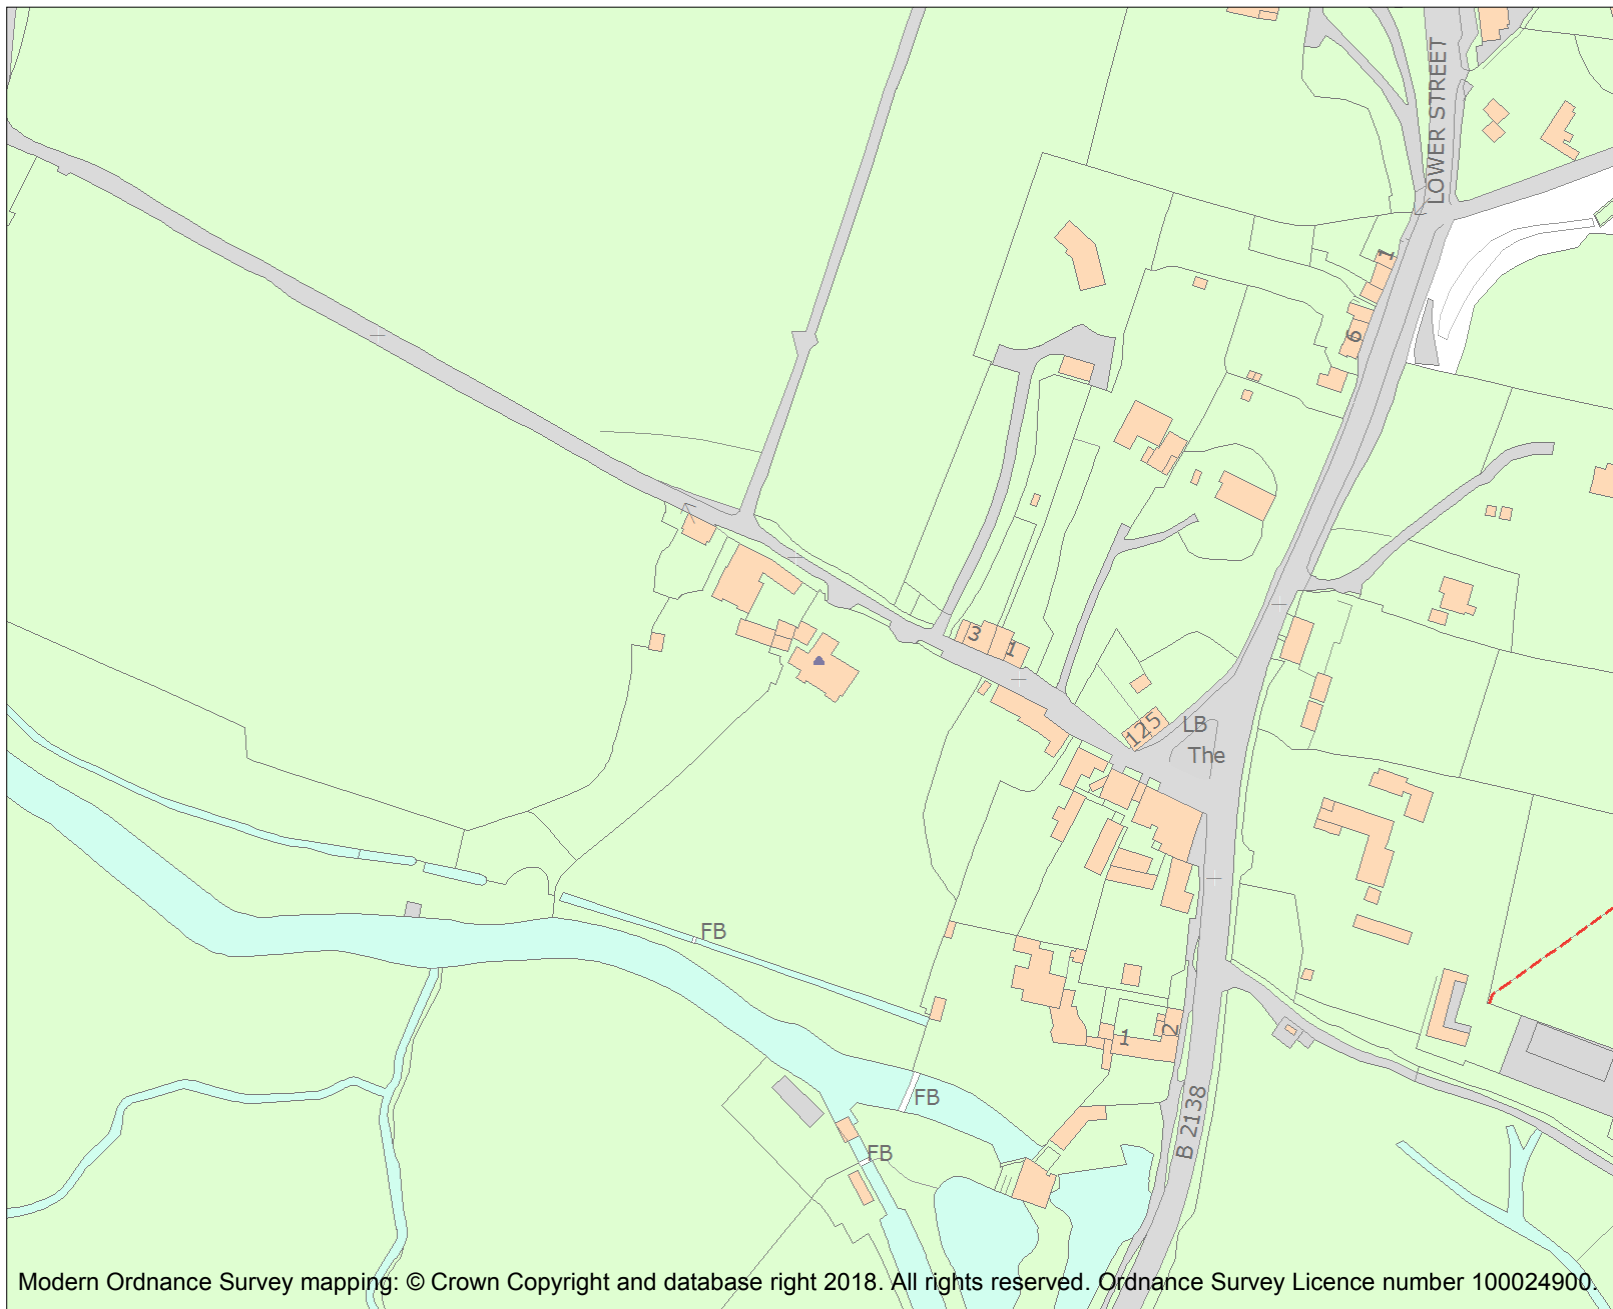 LOWER STREET
1
6
3
1
125
LB
The
FB
1
2
FB
B 2138
FB
Modern Ordnance Survey mapping: © Crown Copyright and database right 2018. All rights reserved. Ordnance Survey Licence number 100024900.